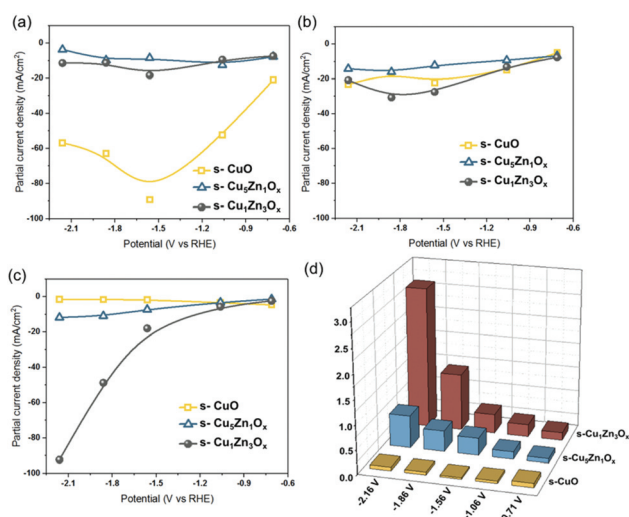 (a)
0
-20
-40
-60
-80
-100
Partial current density (mA/cm²)
s- CuO
s- Cu₅Zn₁Oₓ
s- Cu₁Zn₃Oₓ
-2.1 -1.8 -1.5 -1.2 -0.9 -0.6
Potential (V vs RHE)
(b)
0
-20
-40
-60
-80
-100
Partial current density (mA/cm²)
s- CuO
s- Cu₅Zn₁Oₓ
s- Cu₁Zn₃Oₓ
-2.1 -1.8 -1.5 -1.2 -0.9 -0.6
Potential (V vs RHE)
(c)
0
-20
-40
-60
-80
-100
Partial current density (mA/cm²)
s- CuO
s- Cu₅Zn₁Oₓ
s- Cu₁Zn₃Oₓ
-2.1 -1.8 -1.5 -1.2 -0.9 -0.6
Potential (V vs RHE)
(d)
3.0
2.5
2.0
1.5
1.0
0.5
0.0
s-Cu₁Zn₃Oₓ
s-Cu₅Zn₁Oₓ
s-CuO
-2.16 V
-1.86 V
-1.56 V
-1.06 V
0.71 V